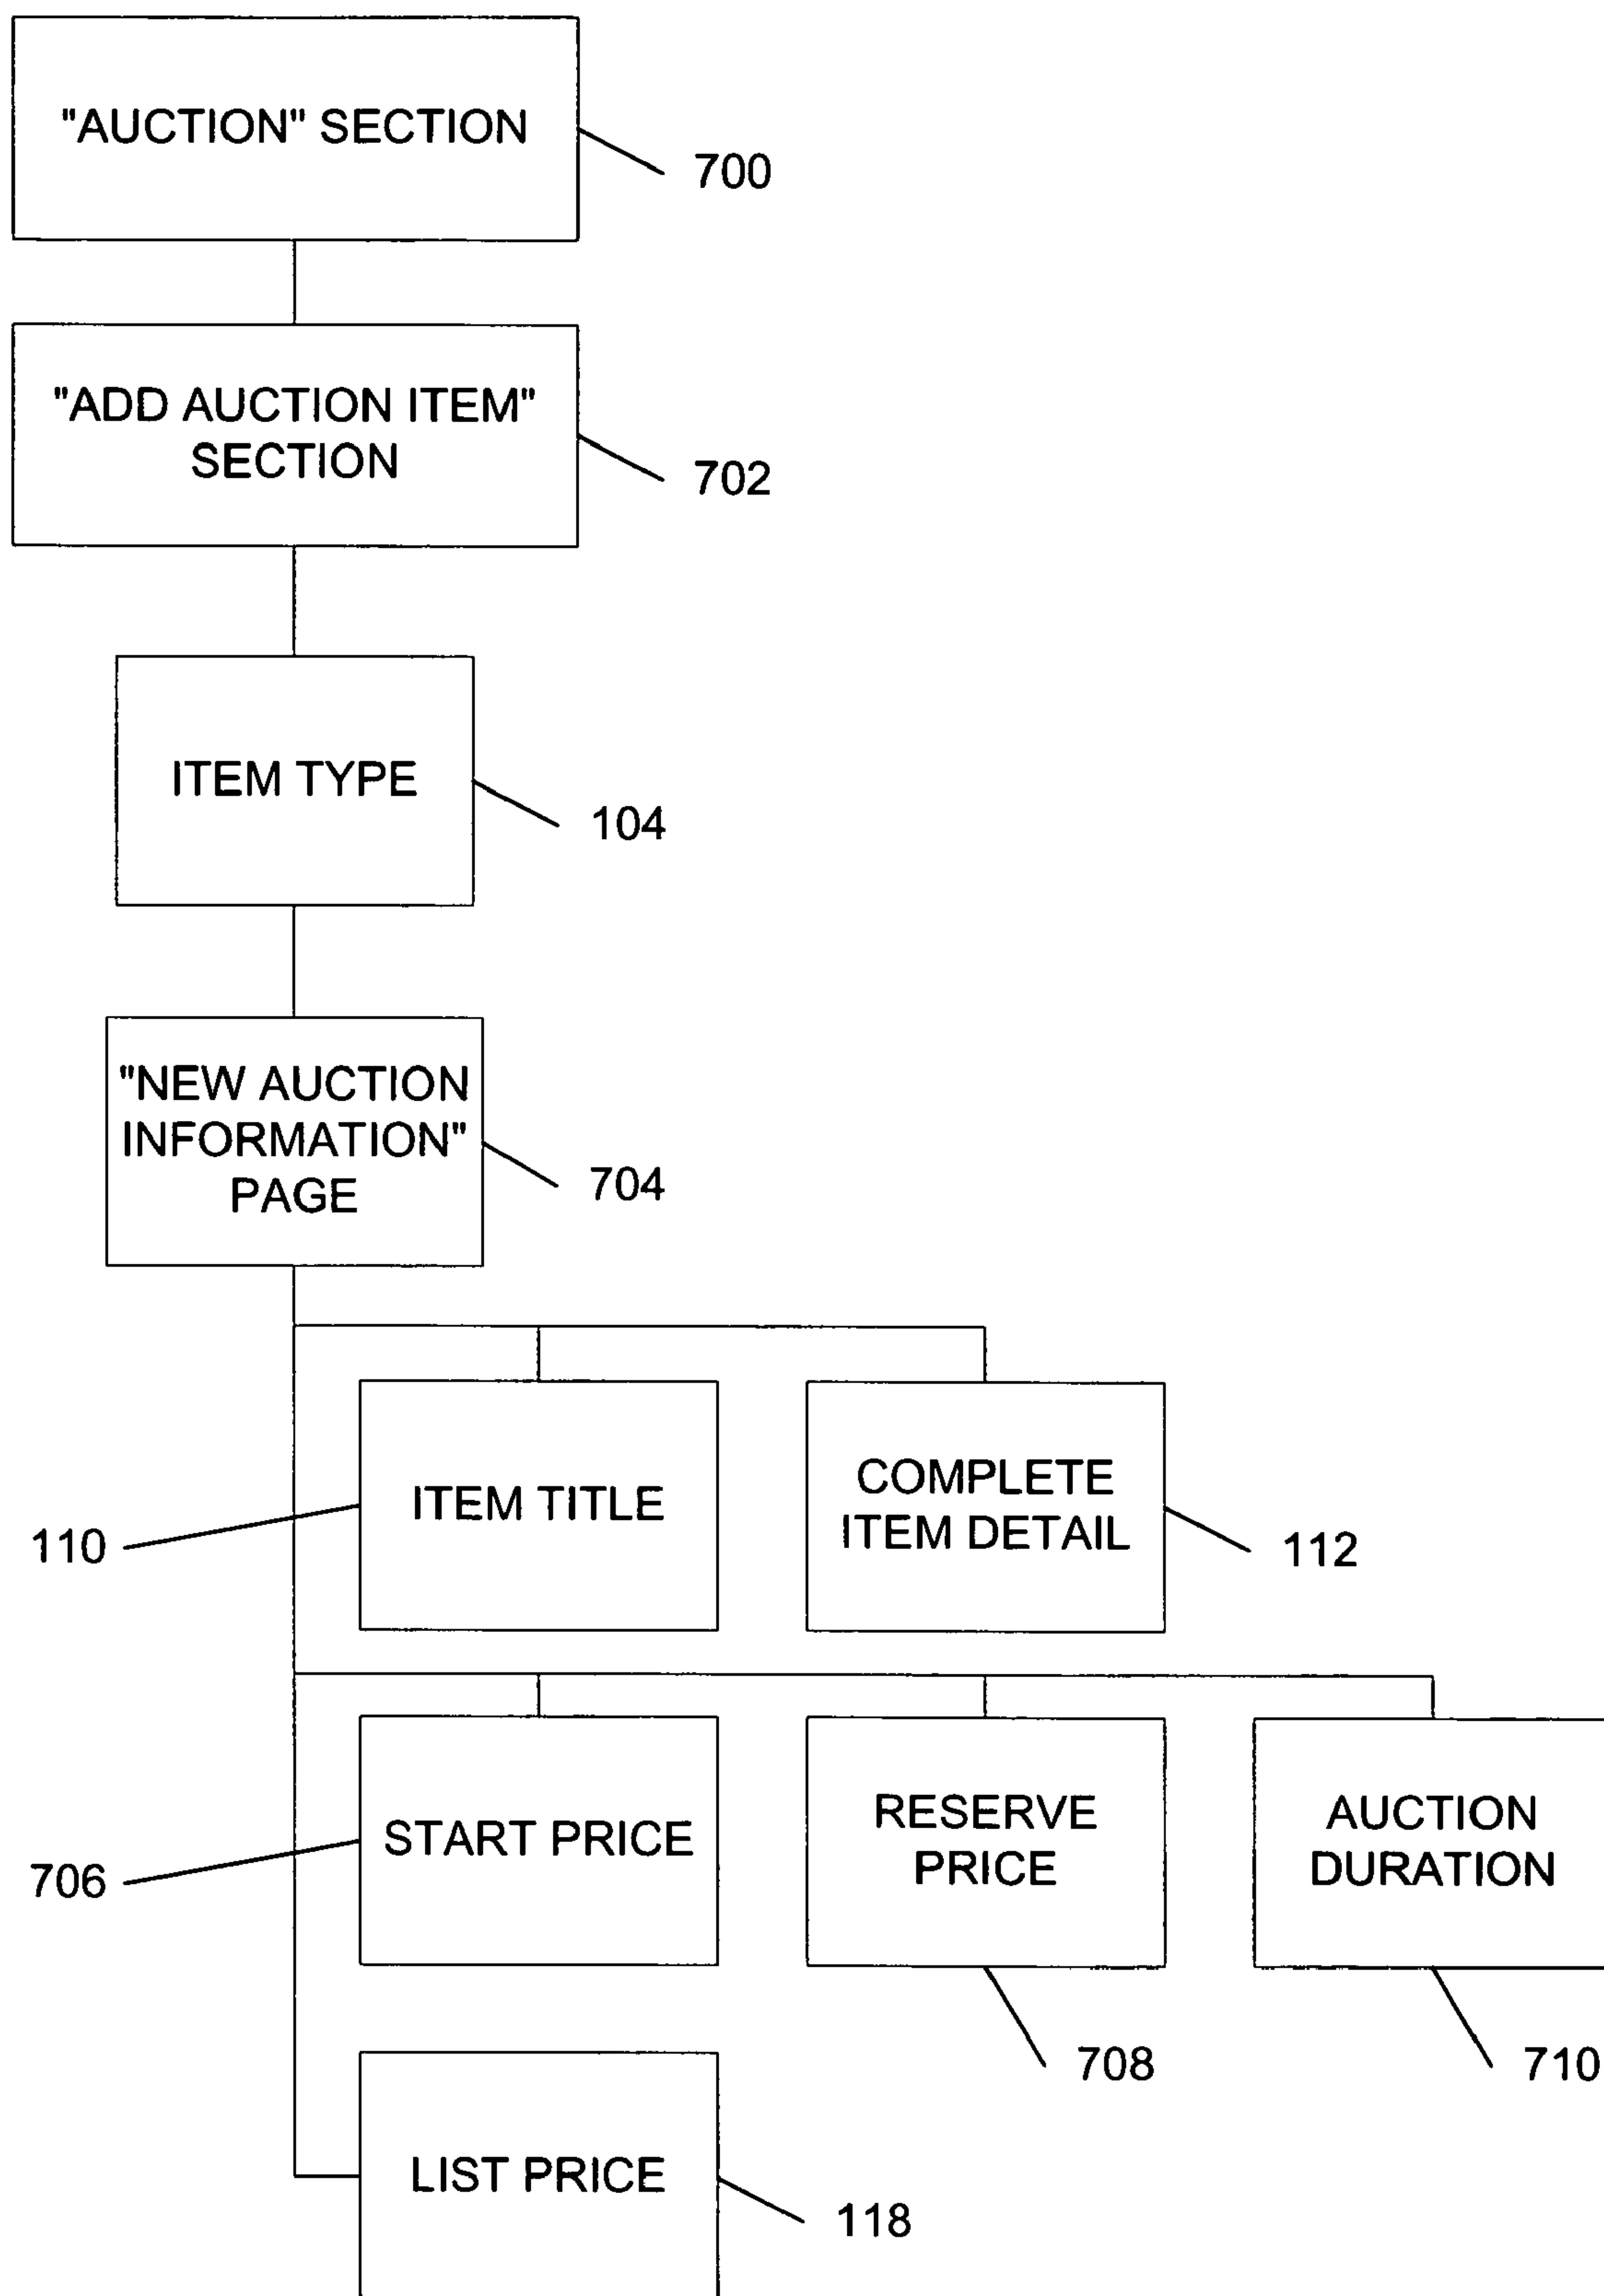 "AUCTION" SECTION
700
"ADD AUCTION ITEM"
SECTION
702
ITEM TYPE
104
"NEW AUCTION
INFORMATION"
PAGE
704
ITEM TITLE
110
COMPLETE
ITEM DETAIL
112
START PRICE
706
RESERVE
PRICE
708
AUCTION
DURATION
710
LIST PRICE
118